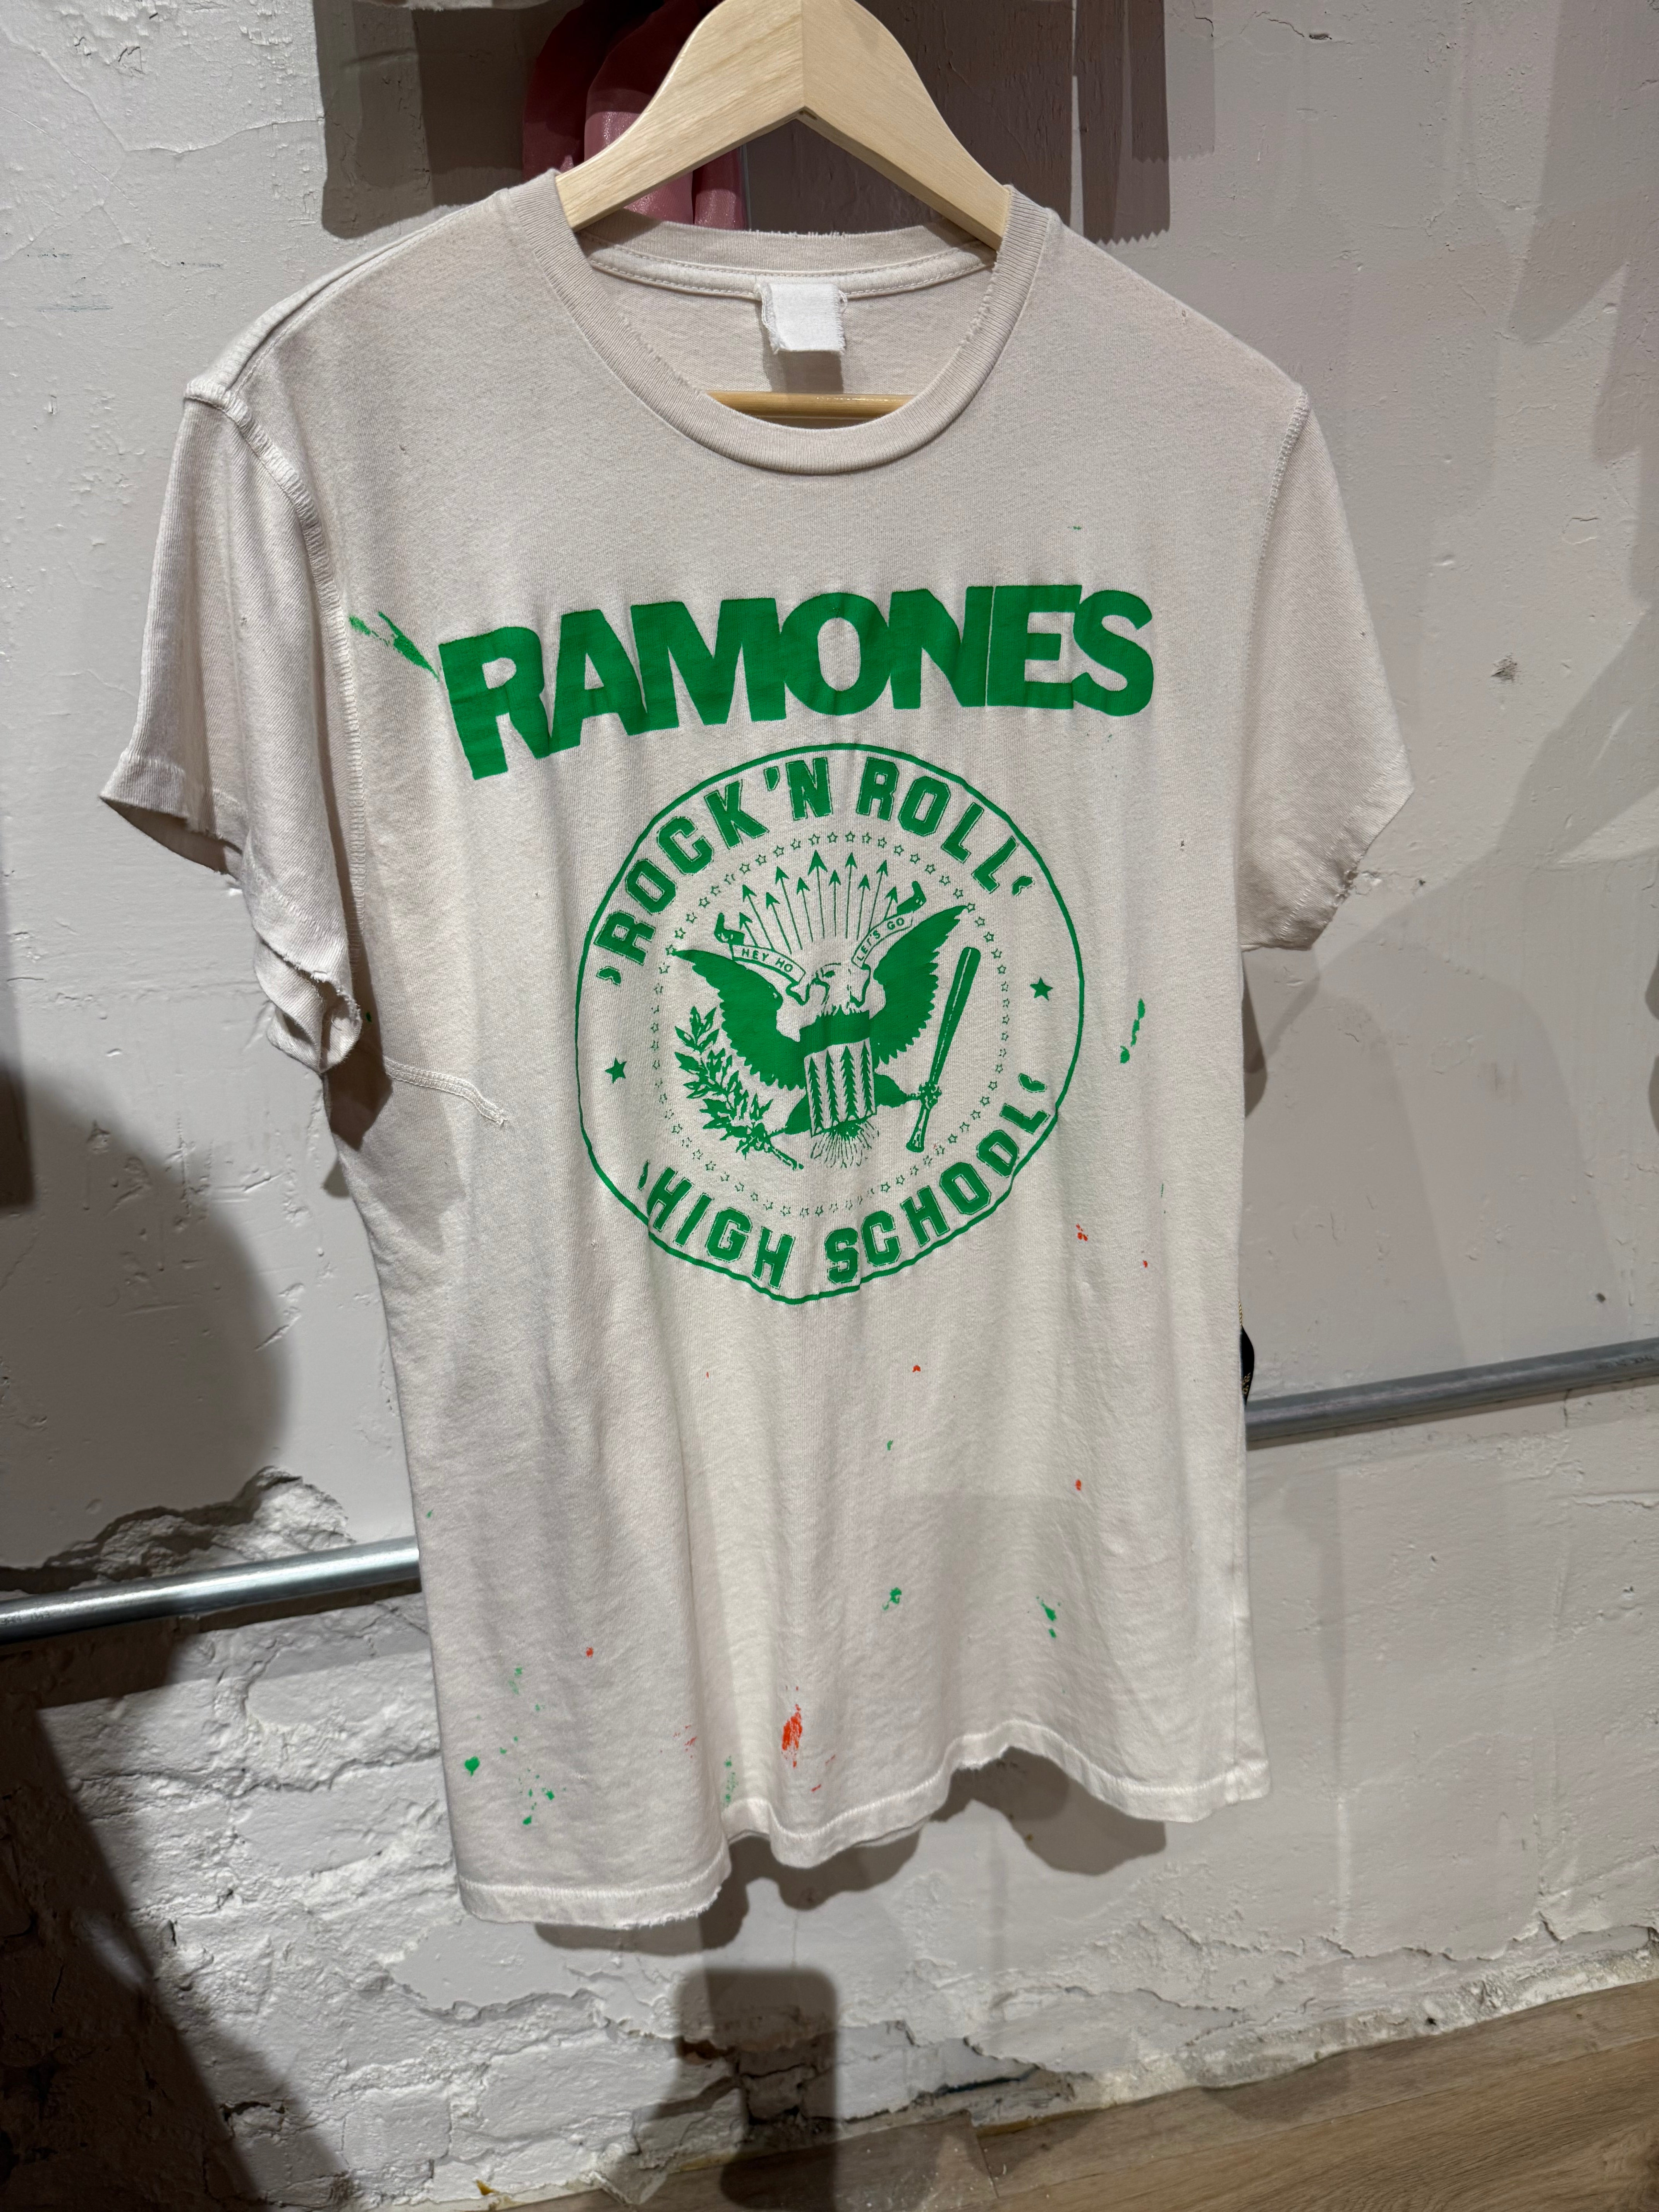 RAMONES
'ROCK 'N ROLL'
HEY HO
LET'S GO
'HIGH SCHOOL'